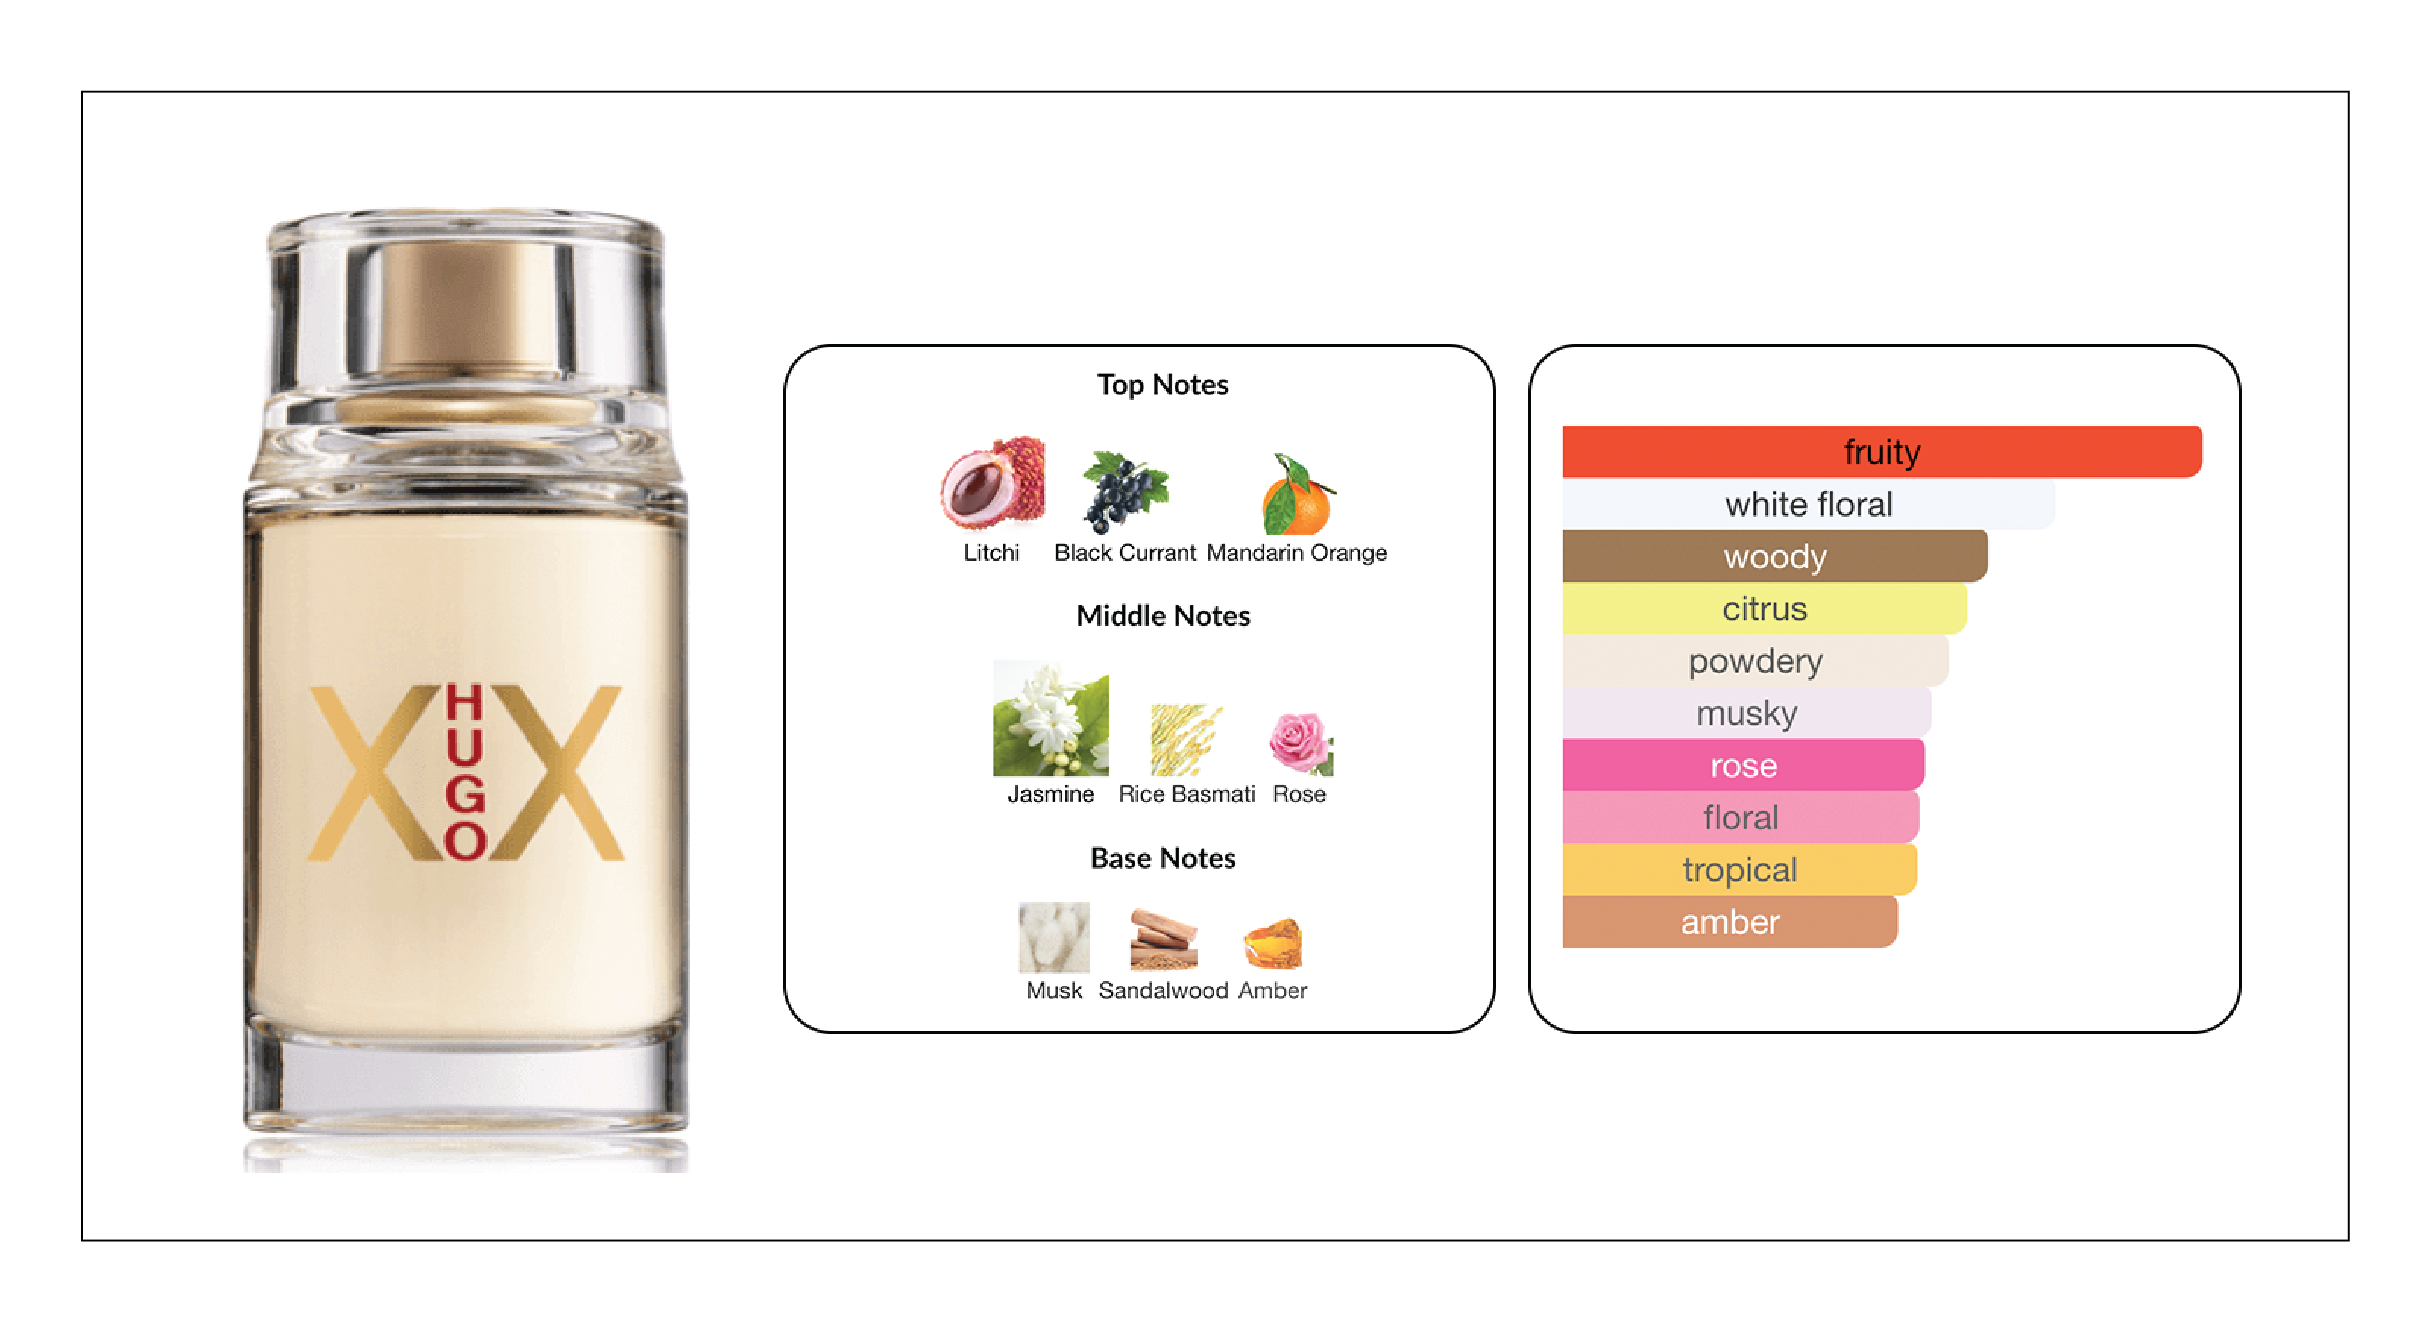 X HUGO X
Top Notes
Litchi Black Currant Mandarin Orange
Middle Notes
Jasmine Rice Basmati Rose
Base Notes
Musk Sandalwood Amber
fruity
white floral
woody
citrus
powdery
musky
rose
floral
tropical
amber